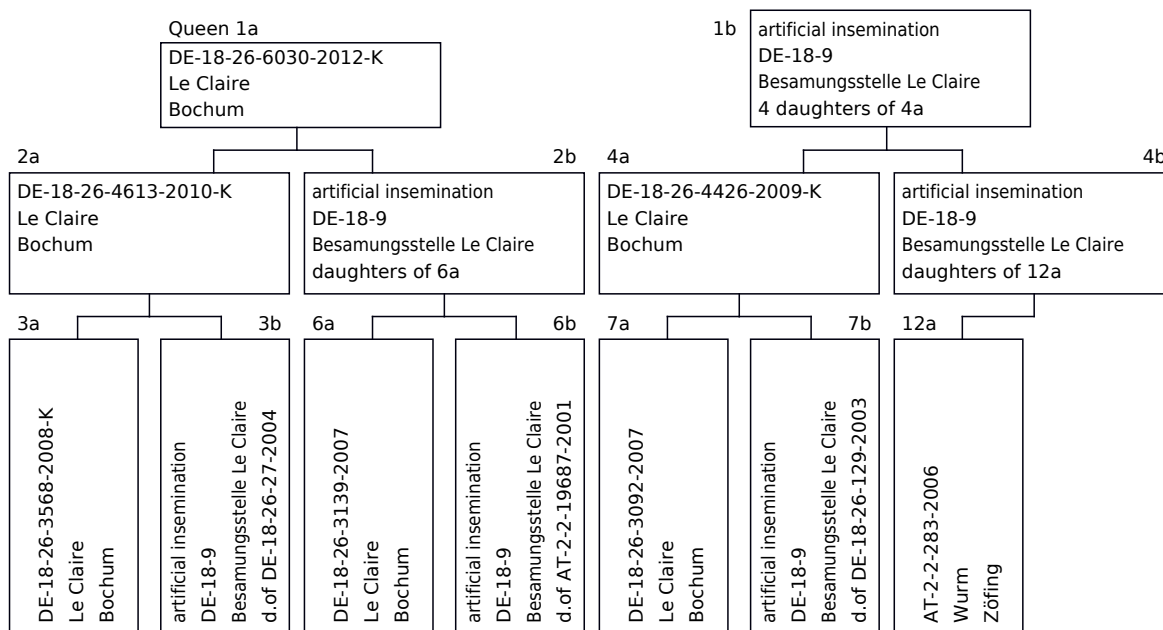 Queen 1a
DE-18-26-6030-2012-K
Le Claire
Bochum
1b
artificial insemination
DE-18-9
Besamungsstelle Le Claire
4 daughters of 4a
2a
DE-18-26-4613-2010-K
Le Claire
Bochum
2b
artificial insemination
DE-18-9
Besamungsstelle Le Claire
daughters of 6a
4a
DE-18-26-4426-2009-K
Le Claire
Bochum
4b
artificial insemination
DE-18-9
Besamungsstelle Le Claire
daughters of 12a
3a
DE-18-26-3568-2008-K
Le Claire
Bochum
3b
artificial insemination
DE-18-9
Besamungsstelle Le Claire
d.of DE-18-26-27-2004
6a
DE-18-26-3139-2007
Le Claire
Bochum
6b
artificial insemination
DE-18-9
Besamungsstelle Le Claire
d.of AT-2-2-19687-2001
7a
DE-18-26-3092-2007
Le Claire
Bochum
7b
artificial insemination
DE-18-9
Besamungsstelle Le Claire
d.of DE-18-26-129-2003
12a
AT-2-2-283-2006
Wurm
Zöfing